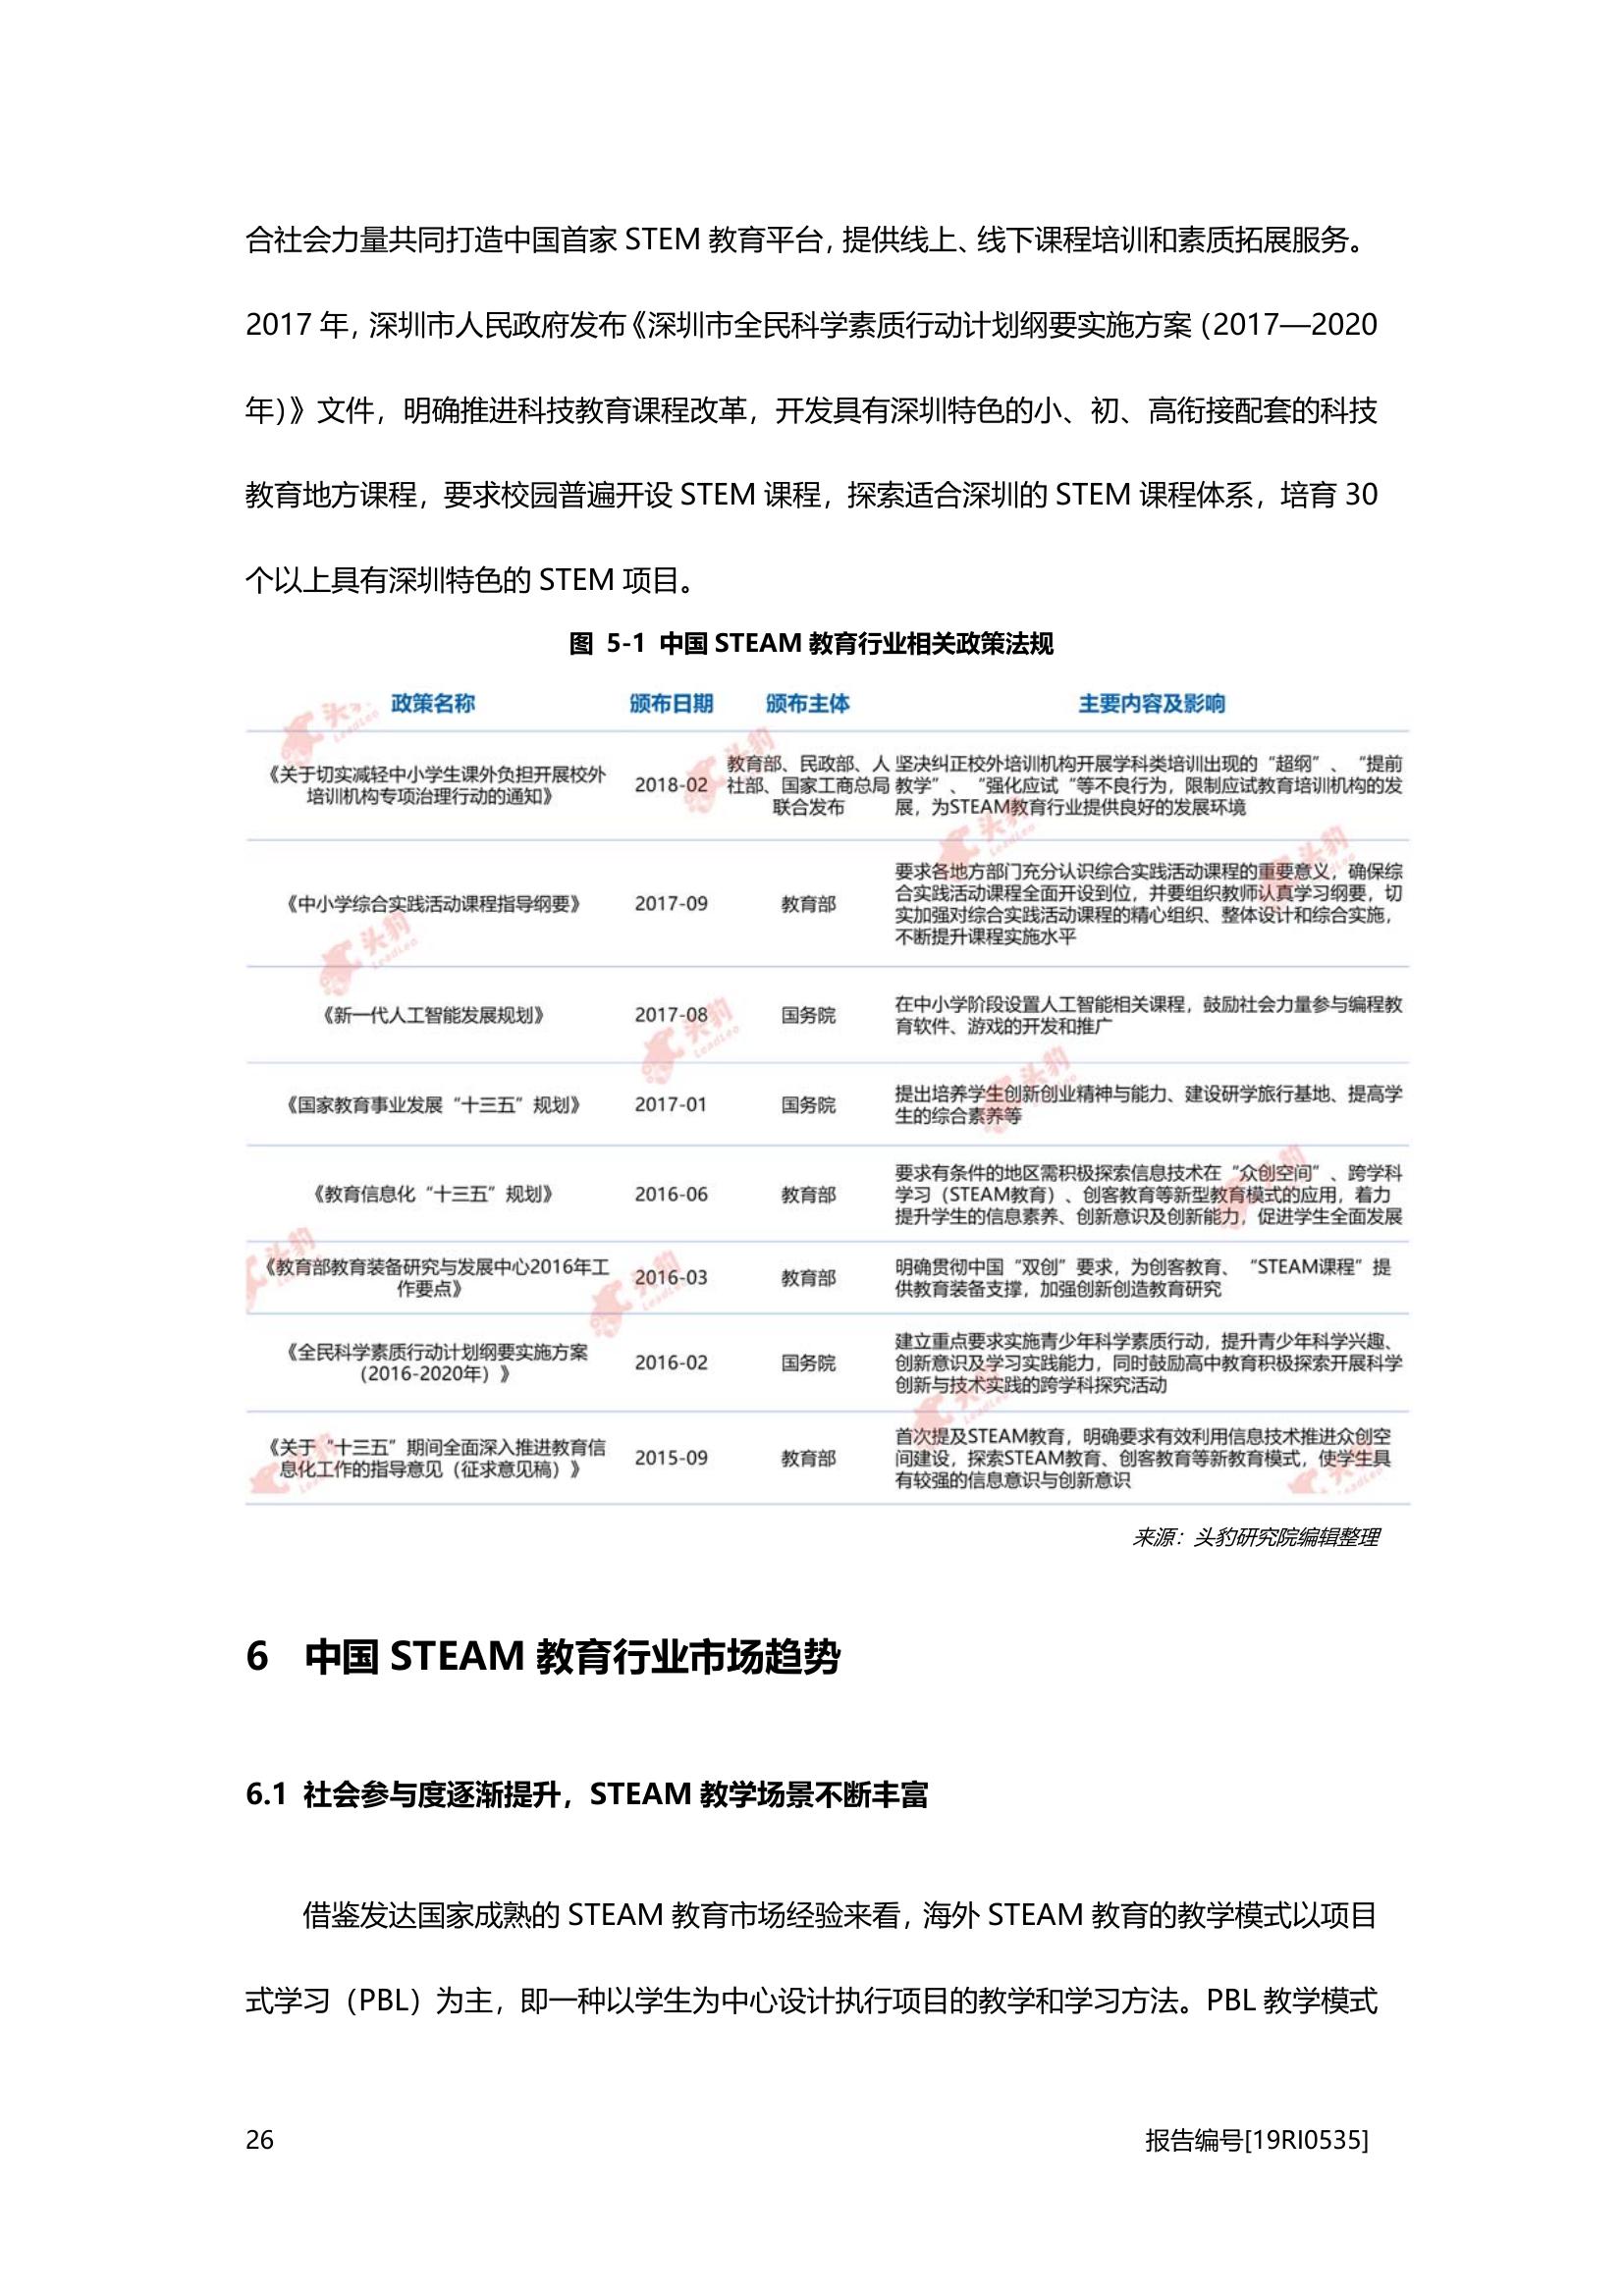 合社会力量共同打造中国首家 STEM 教育平台，提供线上、线下课程培训和素质拓展服务。
2017 年，深圳市人民政府发布《深圳市全民科学素质行动计划纲要实施方案（2017—2020
年）》文件，明确推进科技教育课程改革，开发具有深圳特色的小、初、高衔接配套的科技
教育地方课程，要求校园普遍开设 STEM 课程，探索适合深圳的 STEM 课程体系，培育 30
个以上具有深圳特色的 STEM 项目。
图 5-1 中国 STEAM 教育行业相关政策法规
政策名称 颁布日期 颁布主体 主要内容及影响
《关于切实减轻中小学生课外负担开展校外
培训机构专项治理行动的通知》
2018-02
教育部、民政部、人
社部、国家工商总局
联合发布
坚决纠正校外培训机构开展学科类培训出现的“超纲”、“提前
教学”、“强化应试“等不良行为，限制应试教育培训机构的发
展，为STEAM教育行业提供良好的发展环境
《中小学综合实践活动课程指导纲要》
2017-09
教育部
要求各地方部门充分认识综合实践活动课程的重要意义，确保综
合实践活动课程全面开设到位，并要组织教师认真学习纲要，切
实加强对综合实践活动课程的精心组织、整体设计和综合实施，
不断提升课程实施水平
《新一代人工智能发展规划》
2017-08
国务院
在中小学阶段设置人工智能相关课程，鼓励社会力量参与编程教
育软件、游戏的开发和推广
《国家教育事业发展“十三五”规划》
2017-01
国务院
提出培养学生创新创业精神与能力、建设研学旅行基地、提高学
生的综合素养等
《教育信息化“十三五”规划》
2016-06
教育部
要求有条件的地区需积极探索信息技术在“众创空间”、跨学科
学习（STEAM教育）、创客教育等新型教育模式的应用，着力
提升学生的信息素养、创新意识及创新能力，促进学生全面发展
《教育部教育装备研究与发展中心2016年工
作要点》
2016-03
教育部
明确贯彻中国“双创”要求，为创客教育、“STEAM课程”提
供教育装备支撑，加强创新创造教育研究
《全民科学素质行动计划纲要实施方案
（2016-2020年）》
2016-02
国务院
建立重点要求实施青少年科学素质行动，提升青少年科学兴趣、
创新意识及学习实践能力，同时鼓励高中教育积极探索开展科学
创新与技术实践的跨学科探究活动
《关于“十三五”期间全面深入推进教育信
息化工作的指导意见（征求意见稿）》
2015-09
教育部
首次提及STEAM教育，明确要求有效利用信息技术推进众创空
间建设，探索STEAM教育、创客教育等新教育模式，使学生具
有较强的信息意识与创新意识
来源：头豹研究院编辑整理
6 中国 STEAM 教育行业市场趋势
6.1 社会参与度逐渐提升，STEAM 教学场景不断丰富
借鉴发达国家成熟的 STEAM 教育市场经验来看，海外 STEAM 教育的教学模式以项目
式学习（PBL）为主，即一种以学生为中心设计执行项目的教学和学习方法。PBL 教学模式
26 报告编号[19RI0535]